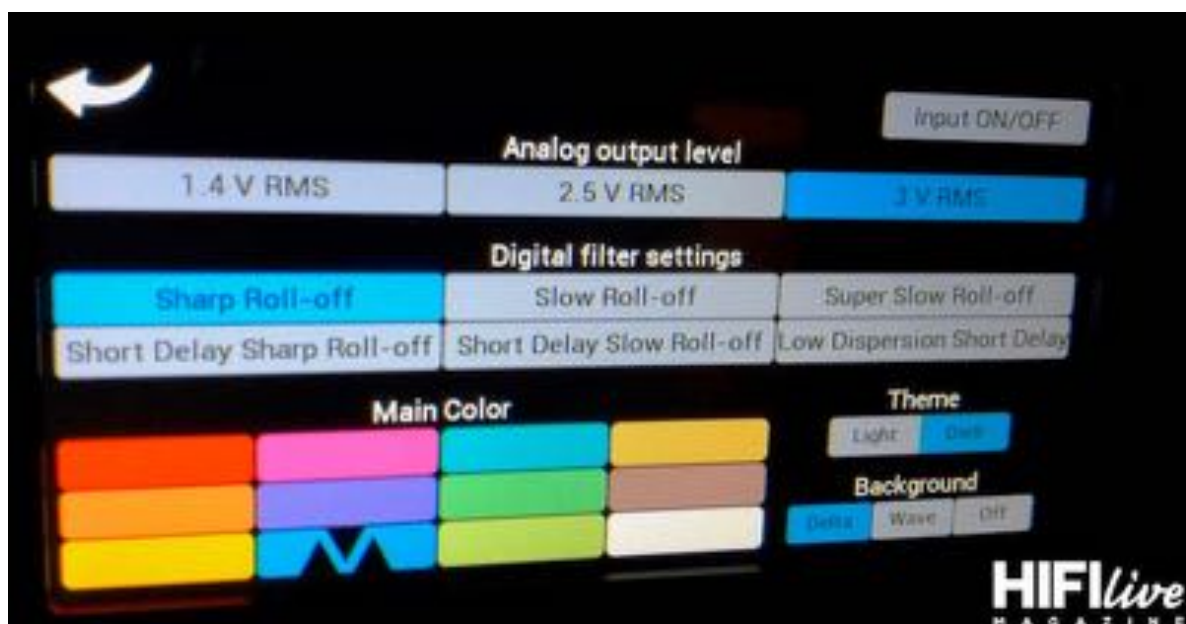 Input ON/OFF
Analog output level
1.4 V RMS 2.5 V RMS 3 V RMS
Digital filter settings
Sharp Roll-off Slow Roll-off Super Slow Roll-off
Short Delay Sharp Roll-off Short Delay Slow Roll-off Low Dispersion Short Delay
Main Color
Theme
Light Dark
Background
Delta Wave Off
HIFIlive
MAGAZINE